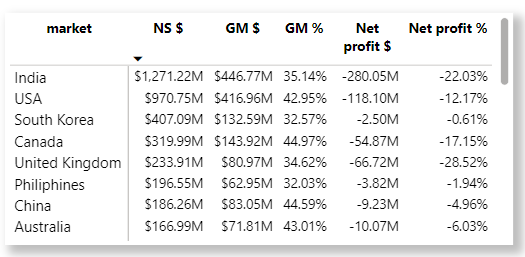 market NS $ GM $ GM % Net profit $ Net profit %
India $1,271.22M $446.77M 35.14% -280.05M -22.03%
USA $970.75M $416.96M 42.95% -118.10M -12.17%
South Korea $407.09M $132.59M 32.57% -2.50M -0.61%
Canada $319.99M $143.92M 44.97% -54.87M -17.15%
United Kingdom $233.91M $80.97M 34.62% -66.72M -28.52%
Philiphines $196.55M $62.95M 32.03% -3.82M -1.94%
China $186.26M $83.05M 44.59% -9.23M -4.96%
Australia $166.99M $71.81M 43.01% -10.07M -6.03%